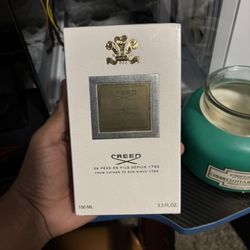 CREED
DE PÈRE EN FILS DEPUIS 1760
FROM FATHER TO SON SINCE 1760
100 ML 3.3 FL.OZ.